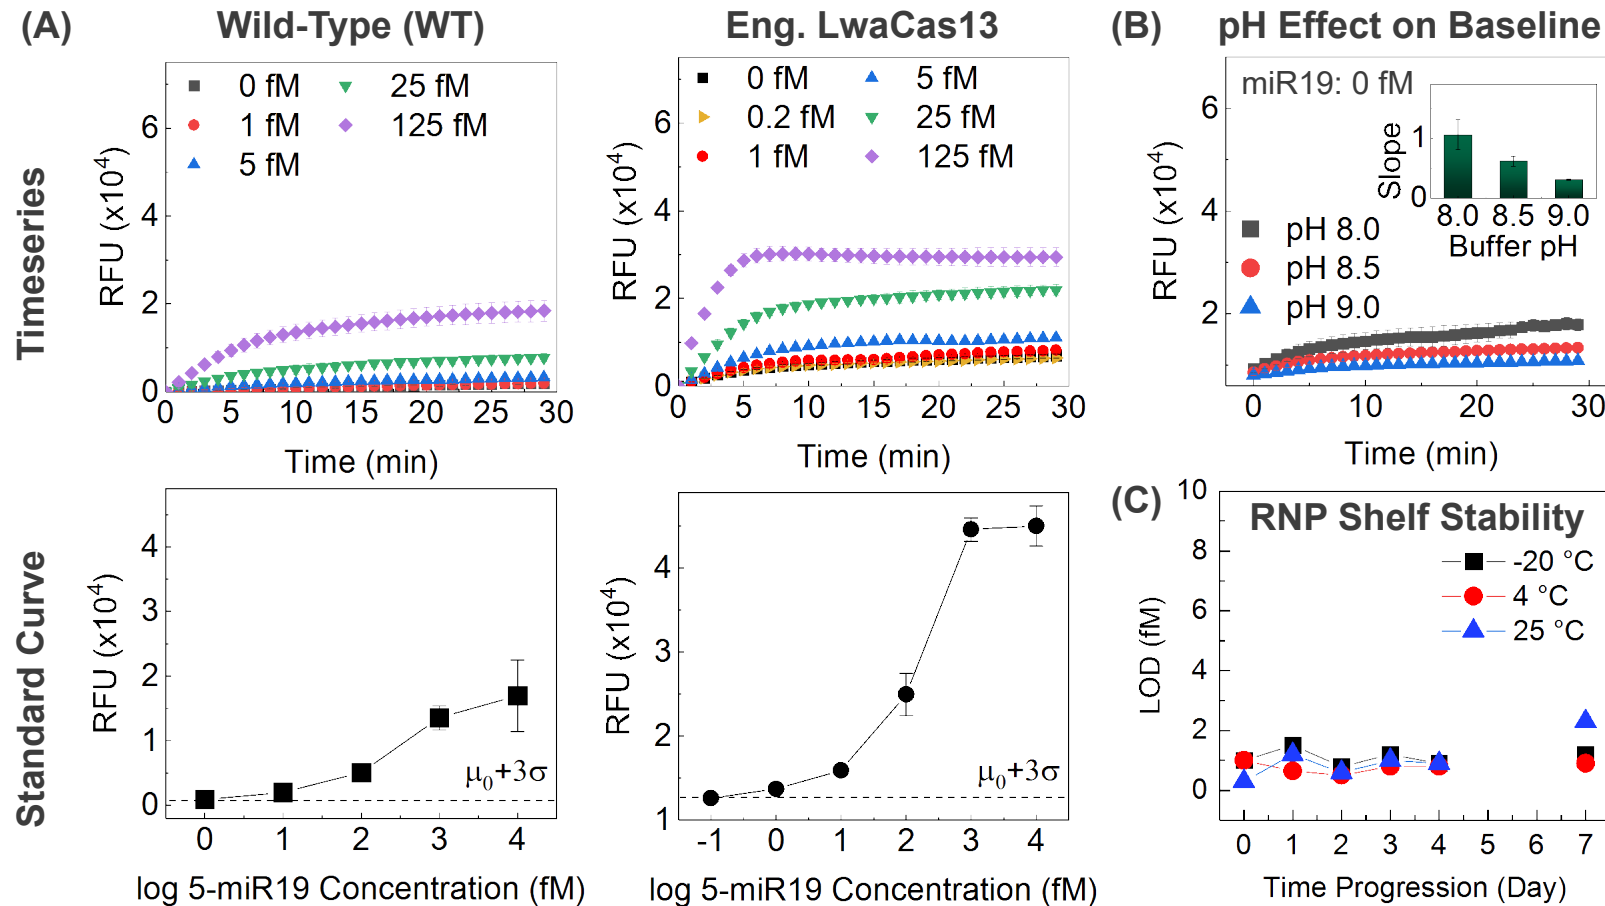 (A)
Wild-Type (WT)
Eng. LwaCas13
(B)
pH Effect on Baseline
Timeseries
RFU (x10⁴)
6
4
2
0
0 fM
1 fM
5 fM
25 fM
125 fM
0 5 10 15 20 25 30
Time (min)
RFU (x10⁴)
6
4
2
0
0 fM
0.2 fM
1 fM
5 fM
25 fM
125 fM
0 5 10 15 20 25 30
Time (min)
RFU (x10⁴)
6
4
2
miR19: 0 fM
Slope
1
0
8.0 8.5 9.0
Buffer pH
pH 8.0
pH 8.5
pH 9.0
0 10 20 30
Time (min)
Standard Curve
RFU (x10⁴)
4
3
2
1
0
μ₀+3σ
0 1 2 3 4
log 5-miR19 Concentration (fM)
RFU (x10⁴)
4
3
2
1
μ₀+3σ
-1 0 1 2 3 4
log 5-miR19 Concentration (fM)
(C)
RNP Shelf Stability
LOD (fM)
10
8
6
4
2
0
-20 °C
4 °C
25 °C
0 1 2 3 4 5 6 7
Time Progression (Day)